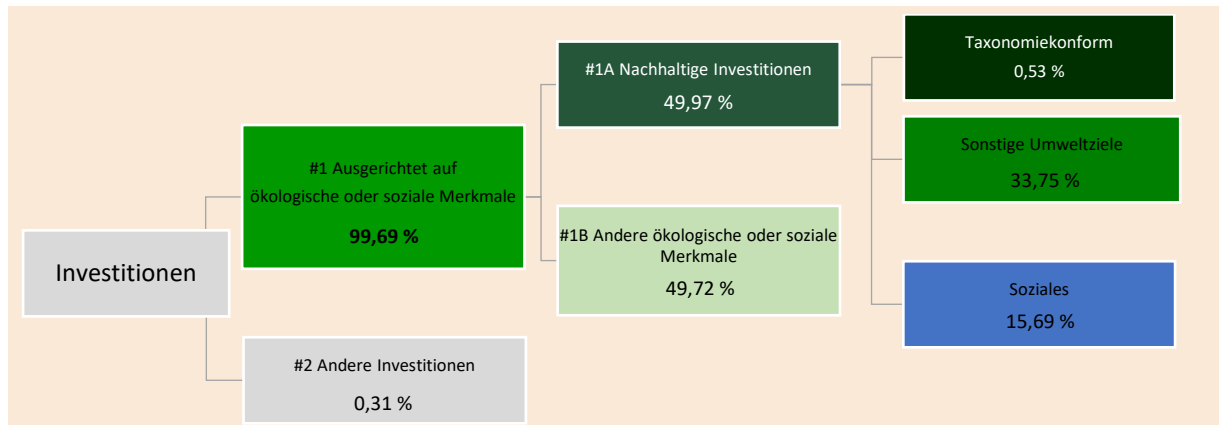 Investitionen
#1 Ausgerichtet auf
ökologische oder soziale Merkmale
99,69 %
#2 Andere Investitionen
0,31 %
#1A Nachhaltige Investitionen
49,97 %
#1B Andere ökologische oder soziale
Merkmale
49,72 %
Taxonomiekonform
0,53 %
Sonstige Umweltziele
33,75 %
Soziales
15,69 %